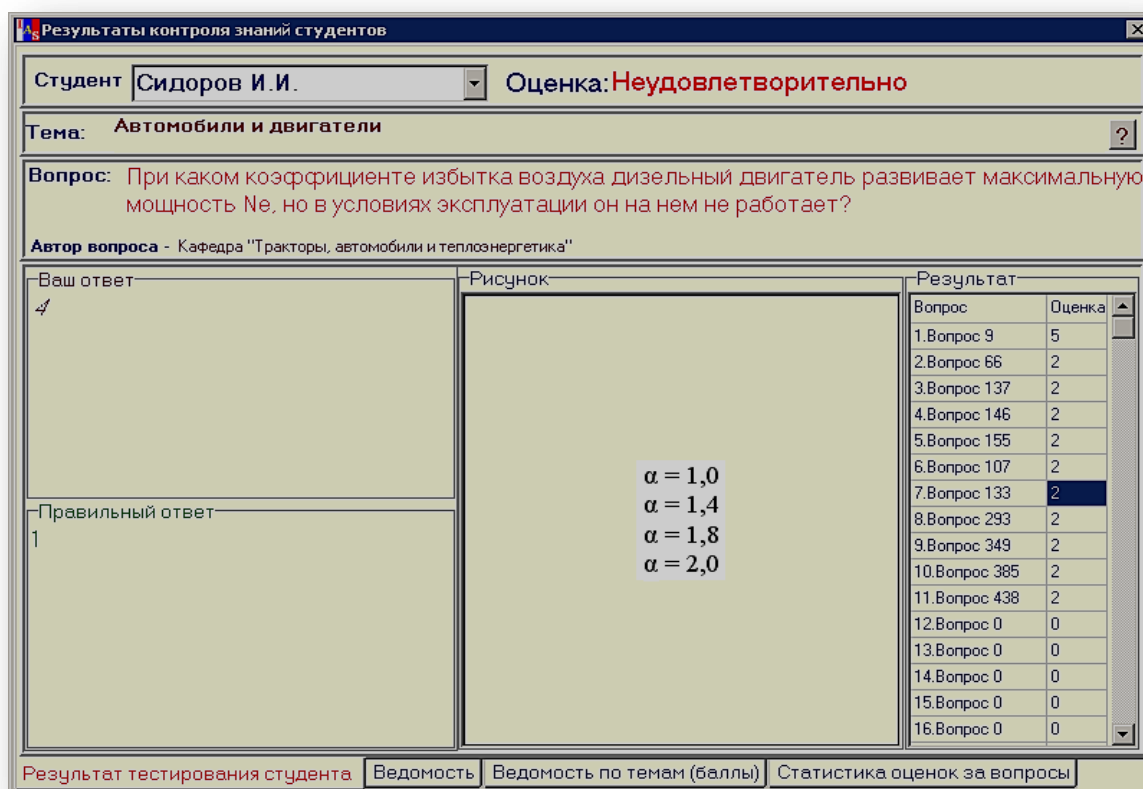 Результаты контроля знаний студентов
Студент Сидоров И.И. Оценка: Неудовлетворительно
Тема: Автомобили и двигатели ?
Вопрос: При каком коэффициенте избытка воздуха дизельный двигатель развивает максимальную
мощность Ne, но в условиях эксплуатации он на нем не работает?
Автор вопроса - Кафедра "Тракторы, автомобили и теплоэнергетика"
Ваш ответ
4
Правильный ответ
1
Рисунок
α = 1,0
α = 1,4
α = 1,8
α = 2,0
Результат
Вопрос Оценка
1.Вопрос 9 5
2.Вопрос 66 2
3.Вопрос 137 2
4.Вопрос 146 2
5.Вопрос 155 2
6.Вопрос 107 2
7.Вопрос 133 2
8.Вопрос 293 2
9.Вопрос 349 2
10.Вопрос 385 2
11.Вопрос 438 2
12.Вопрос 0 0
13.Вопрос 0 0
14.Вопрос 0 0
15.Вопрос 0 0
16.Вопрос 0 0
Результат тестирования студента Ведомость Ведомость по темам (баллы) Статистика оценок за вопросы